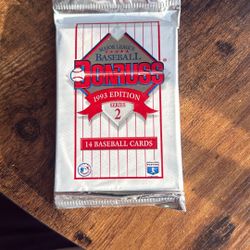 MAJOR LEAGUE
BASEBALL
DONRUSS
1993 EDITION
SERIES
2
14 BASEBALL CARDS